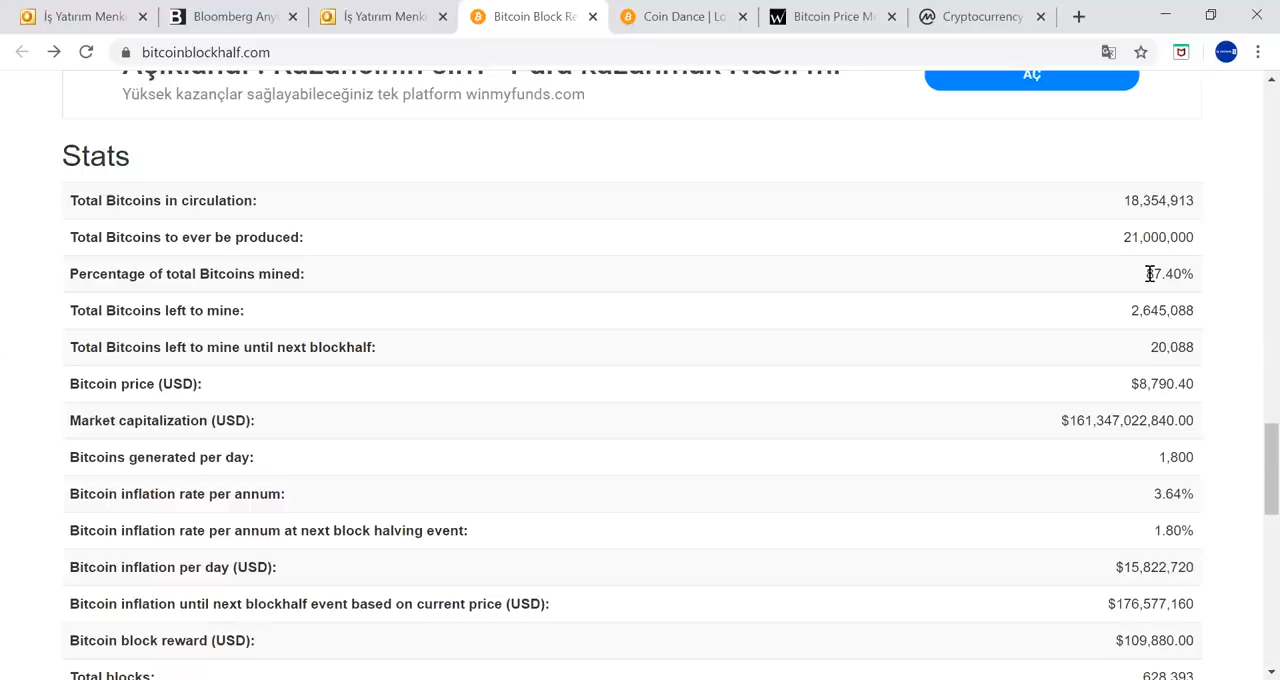 İş Yatırım Menk
Bloomberg Any
İş Yatırım Menk
Bitcoin Block Re
Coin Dance | Lo
Bitcoin Price M
Cryptocurrency
bitcoinblockhalf.com
AÇ
Yüksek kazançlar sağlayabileceğiniz tek platform winmyfunds.com
Stats
Total Bitcoins in circulation: 18,354,913
Total Bitcoins to ever be produced: 21,000,000
Percentage of total Bitcoins mined: 87.40%
Total Bitcoins left to mine: 2,645,088
Total Bitcoins left to mine until next blockhalf: 20,088
Bitcoin price (USD): $8,790.40
Market capitalization (USD): $161,347,022,840.00
Bitcoins generated per day: 1,800
Bitcoin inflation rate per annum: 3.64%
Bitcoin inflation rate per annum at next block halving event: 1.80%
Bitcoin inflation per day (USD): $15,822,720
Bitcoin inflation until next blockhalf event based on current price (USD): $176,577,160
Bitcoin block reward (USD): $109,880.00
Total blocks: 628,393